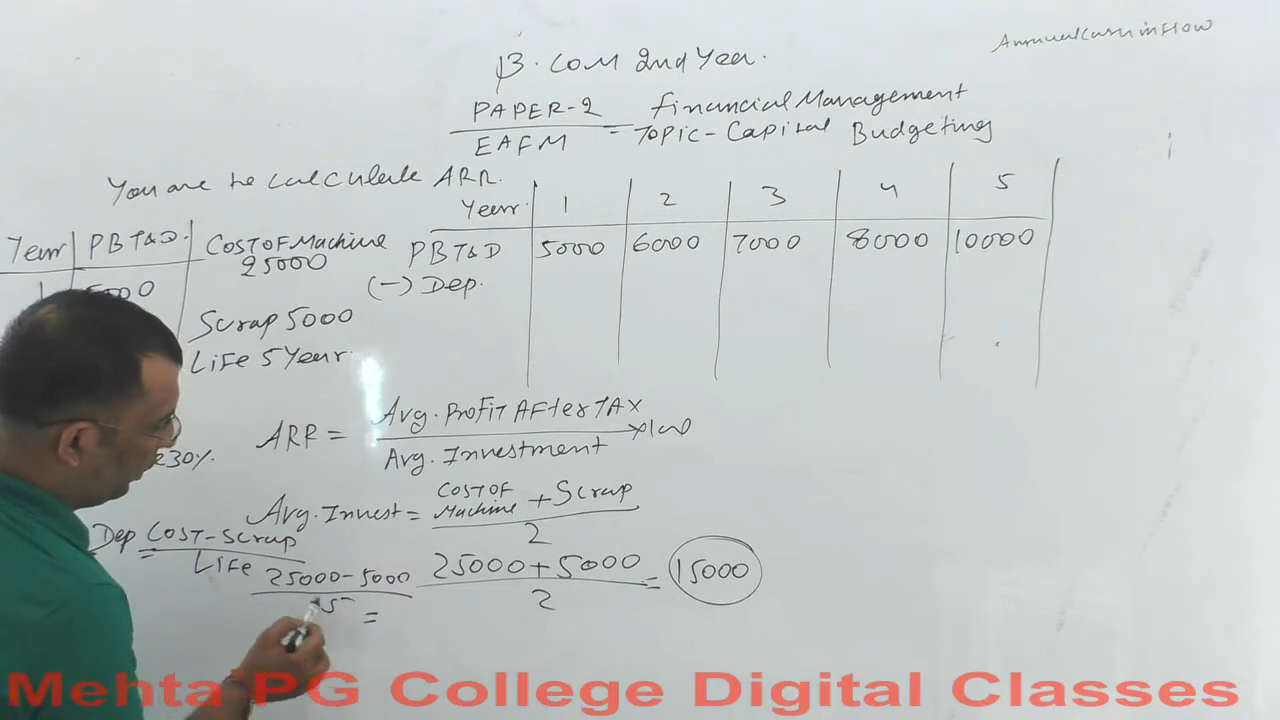 Annual Cash inflow
B. COM 2nd Year.
PAPER-2
EAFM
= Financial Management
Topic - Capital Budgeting
You are to calculate ARR.
Year | PBT&D.
COST OF Machine
25000
Scrap 5000
Life 5 Year.
Year 1 2 3 4 5
PBT&D 5000 6000 7000 8000 10000
(-) Dep.
30%.
ARR = Avg. Profit After TAX
Avg. Investment
×100
Avg. Invest = COST OF Machine + Scrap
2
Dep = COST - Scrap
Life
25000 - 5000
5 =
25000 + 5000
2
= 15000
Mehta PG College Digital Classes